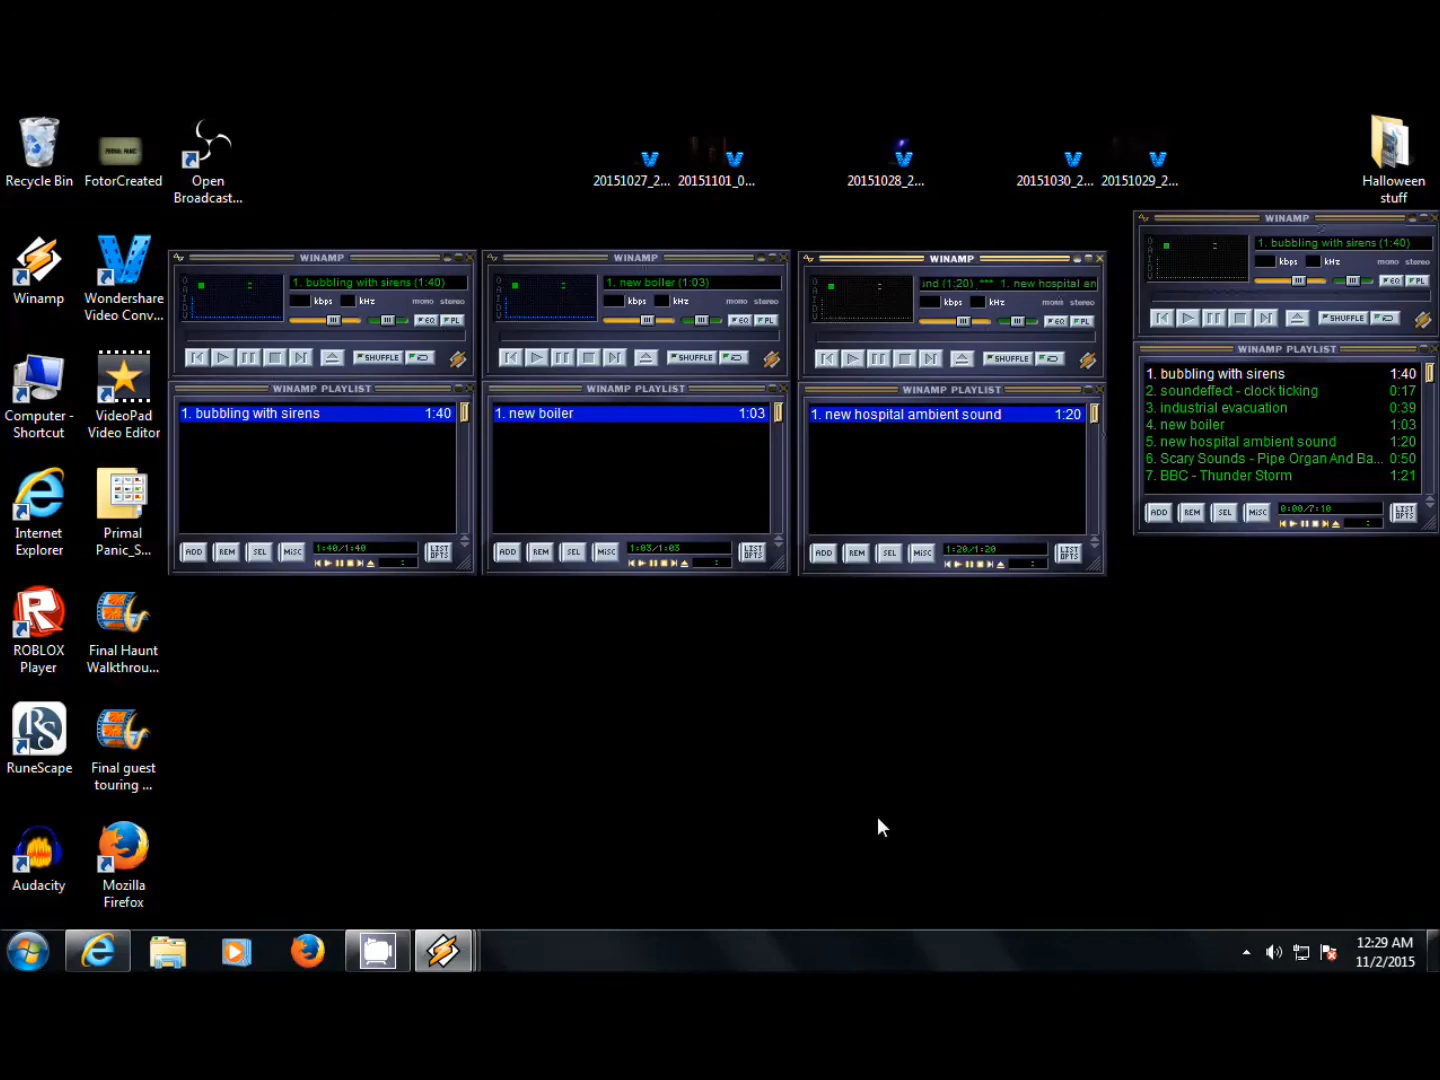 Recycle Bin
FotorCreated
Open
Broadcast...
20151027_2...
20151101_0...
20151028_2...
20151030_2...
20151029_2...
Halloween
stuff
Winamp
Wondershare
Video Conv...
Computer -
Shortcut
VideoPad
Video Editor
Internet
Explorer
Primal
Panic_S...
ROBLOX
Player
Final Haunt
Walkthrou...
RuneScape
Final guest
touring ...
Audacity
Mozilla
Firefox
WINAMP
1. bubbling with sirens (1:40)
kbps kHz mono stereo
EQ PL
SHUFFLE
WINAMP PLAYLIST
1. bubbling with sirens 1:40
ADD REM SEL MISC 1:40/1:40 LIST OPTS
WINAMP
1. new boiler (1:03)
kbps kHz mono stereo
EQ PL
SHUFFLE
WINAMP PLAYLIST
1. new boiler 1:03
ADD REM SEL MISC 1:03/1:03 LIST OPTS
WINAMP
und (1:20) *** 1. new hospital an
kbps kHz mono stereo
EQ PL
SHUFFLE
WINAMP PLAYLIST
1. new hospital ambient sound 1:20
ADD REM SEL MISC 1:20/1:20 LIST OPTS
WINAMP
1. bubbling with sirens (1:40)
kbps kHz mono stereo
EQ PL
SHUFFLE
WINAMP PLAYLIST
1. bubbling with sirens 1:40
2. soundeffect - clock ticking 0:17
3. industrial evacuation 0:39
4. new boiler 1:03
5. new hospital ambient sound 1:20
6. Scary Sounds - Pipe Organ And Ba... 0:50
7. BBC - Thunder Storm 1:21
ADD REM SEL MISC 0:00/7:10 LIST OPTS
12:29 AM
11/2/2015